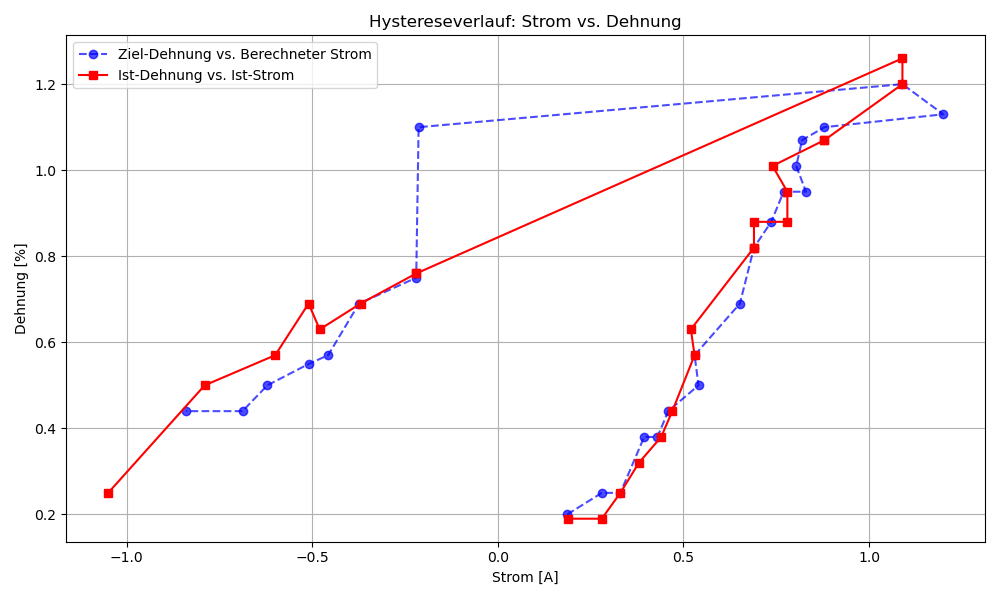 Hystereseverlauf: Strom vs. Dehnung
Ziel-Dehnung vs. Berechneter Strom
Ist-Dehnung vs. Ist-Strom
Dehnung [%]
1.2
1.0
0.8
0.6
0.4
0.2
−1.0
−0.5
0.0
0.5
1.0
Strom [A]